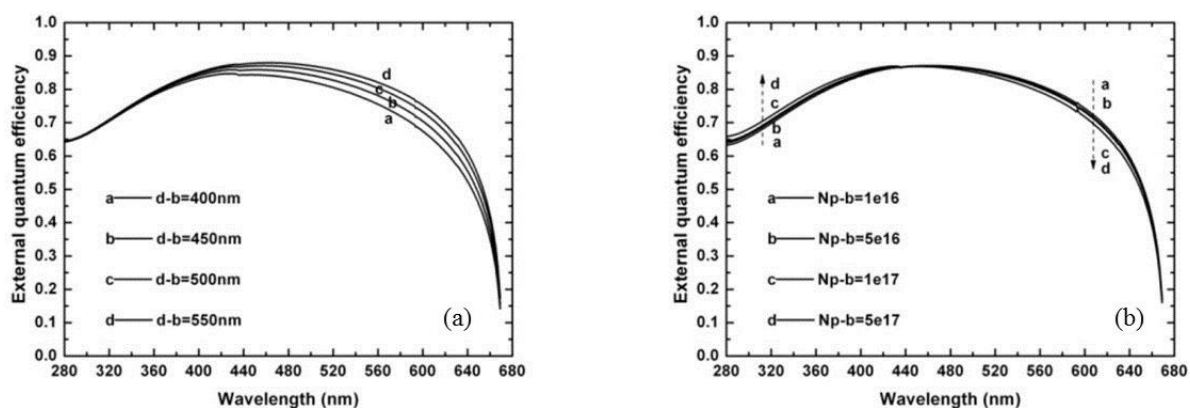 External quantum efficiency
1.0
0.9
0.8
0.7
0.6
0.5
0.4
0.3
0.2
0.1
0.0
d
c
b
a
a d-b=400nm
b d-b=450nm
c d-b=500nm
d d-b=550nm
(a)
280 320 360 400 440 480 520 560 600 640 680
Wavelength (nm)
External quantum efficiency
1.0
0.9
0.8
0.7
0.6
0.5
0.4
0.3
0.2
0.1
0.0
d
c
b
a
a
b
c
d
a Np-b=1e16
b Np-b=5e16
c Np-b=1e17
d Np-b=5e17
(b)
280 320 360 400 440 480 520 560 600 640 680
Wavelength (nm)